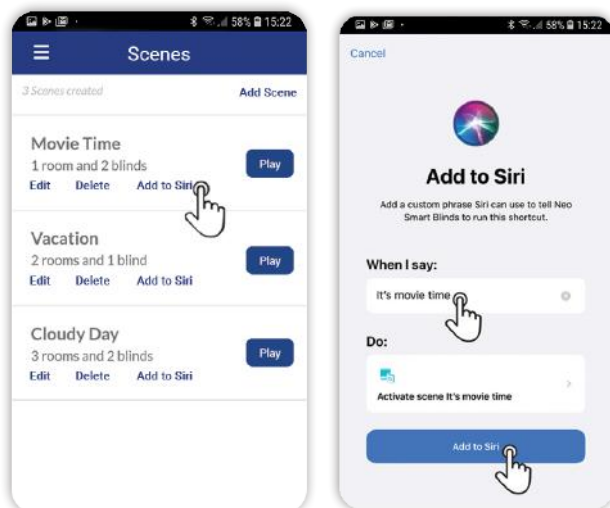 58% 15:22
Scenes
3 Scenes created Add Scene
Movie Time
1 room and 2 blinds
Play
Edit Delete Add to Siri
Vacation
2 rooms and 1 blind
Play
Edit Delete Add to Siri
Cloudy Day
3 rooms and 2 blinds
Play
Edit Delete Add to Siri
58% 15:22
Cancel
Add to Siri
Add a custom phrase Siri can use to tell Neo
Smart Blinds to run this shortcut.
When I say:
It's movie time
Do:
Activate scene It's movie time
Add to Siri